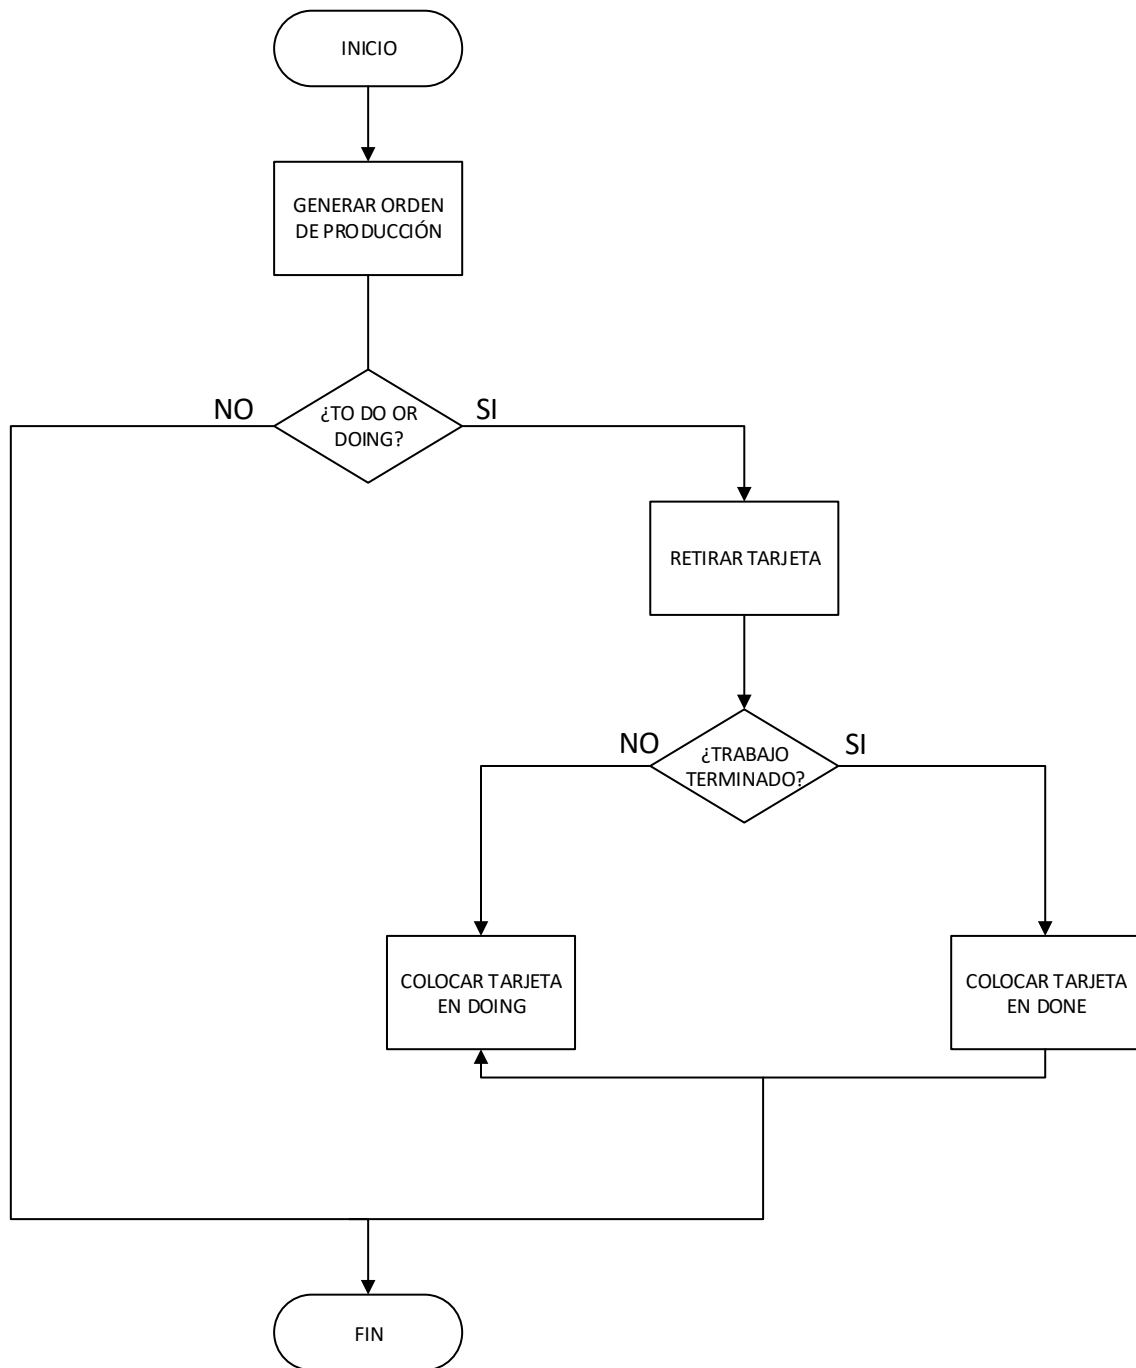 INICIO
GENERAR ORDEN
DE PRODUCCIÓN
NO
¿TO DO OR
DOING?
SI
RETIRAR TARJETA
NO
¿TRABAJO
TERMINADO?
SI
COLOCAR TARJETA
EN DOING
COLOCAR TARJETA
EN DONE
FIN